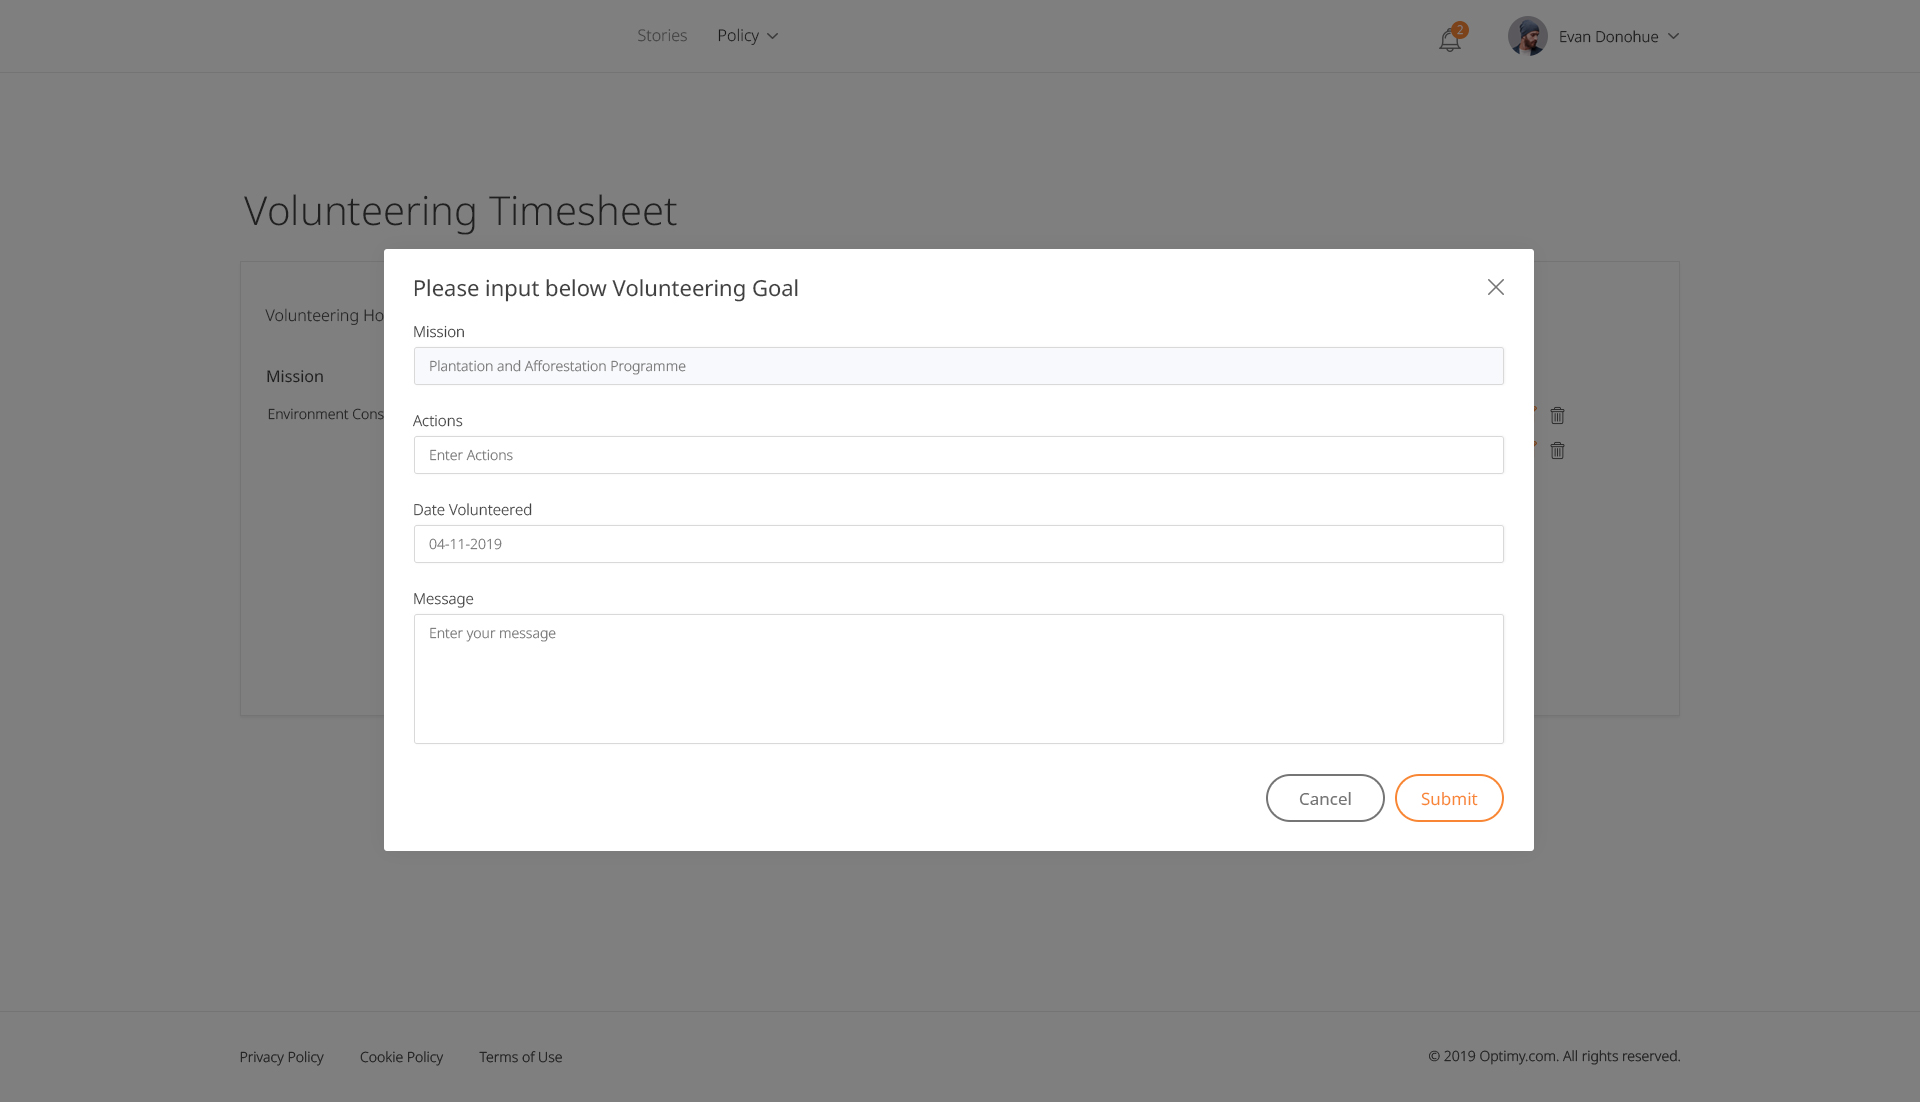 Stories Policy
2
Evan Donohue
Volunteering Timesheet
Please input below Volunteering Goal
Volunteering Ho
Mission
Environment Cons
Mission
Plantation and Afforestation Programme
Actions
Enter Actions
Date Volunteered
04-11-2019
Message
Enter your message
Cancel Submit
Privacy Policy Cookie Policy Terms of Use
© 2019 Optimy.com. All rights reserved.